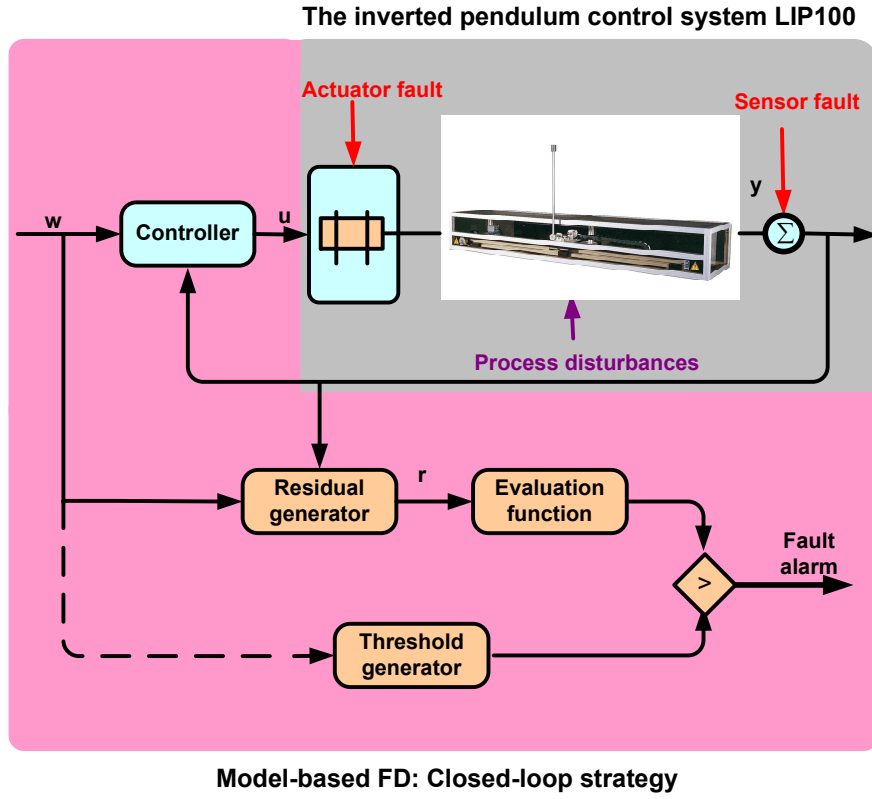 The inverted pendulum control system LIP100
Actuator fault
Sensor fault
w
Controller
u
y
Σ
Process disturbances
Residual
generator
r
Evaluation
function
Fault
alarm
>
Threshold
generator
Model-based FD: Closed-loop strategy